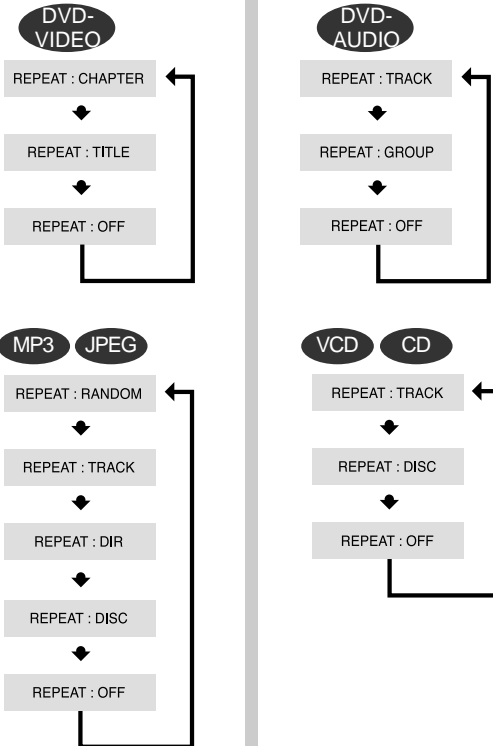 DVD-
VIDEO
REPEAT : CHAPTER
REPEAT : TITLE
REPEAT : OFF
DVD-
AUDIO
REPEAT : TRACK
REPEAT : GROUP
REPEAT : OFF
MP3 JPEG
REPEAT : RANDOM
REPEAT : TRACK
REPEAT : DIR
REPEAT : DISC
REPEAT : OFF
VCD CD
REPEAT : TRACK
REPEAT : DISC
REPEAT : OFF